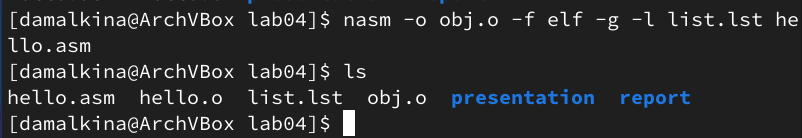 [damalkina@ArchVBox lab04]$ nasm -o obj.o -f elf -g -l list.lst he
llo.asm
[damalkina@ArchVBox lab04]$ ls
hello.asm  hello.o  list.lst  obj.o  presentation  report
[damalkina@ArchVBox lab04]$